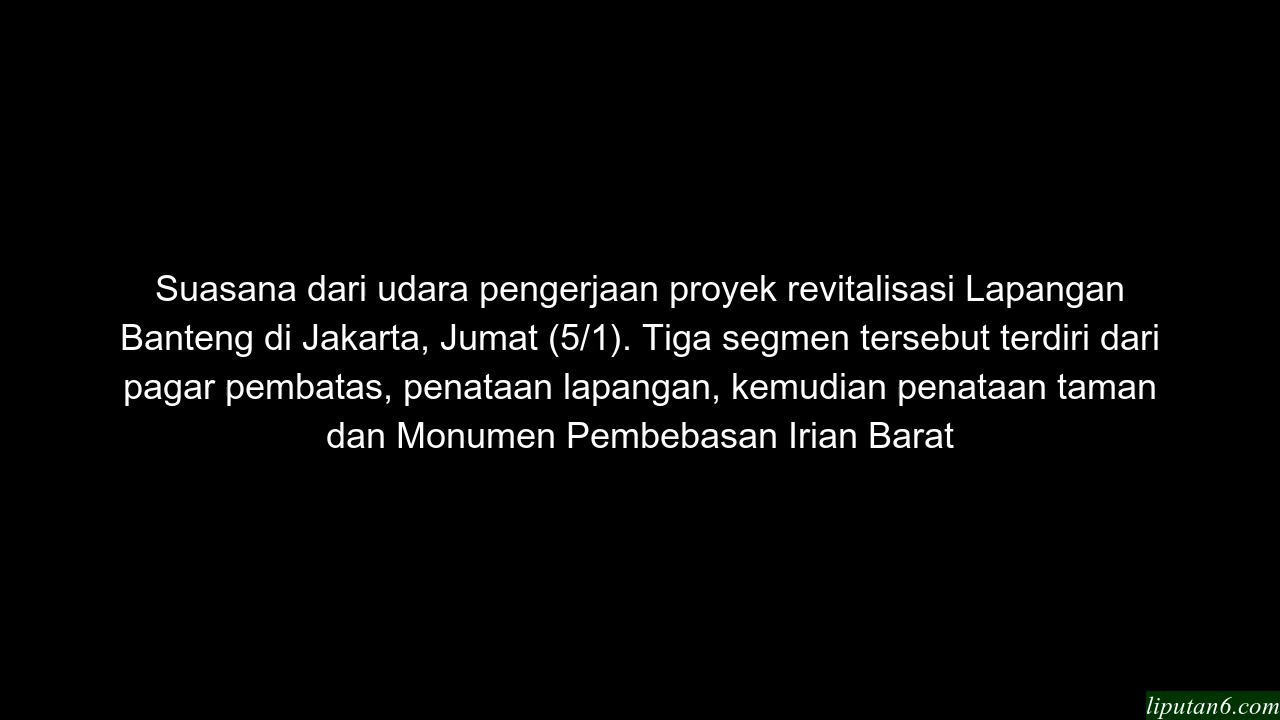 Suasana dari udara pengerjaan proyek revitalisasi Lapangan
Banteng di Jakarta, Jumat (5/1). Tiga segmen tersebut terdiri dari
pagar pembatas, penataan lapangan, kemudian penataan taman
dan Monumen Pembebasan Irian Barat
liputan6.com